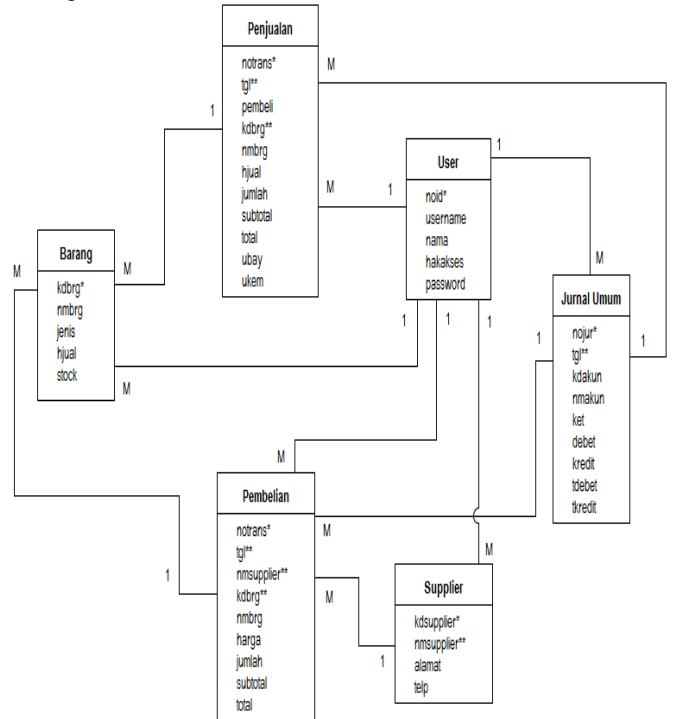 Penjualan
notrans*
tgl**
pembeli
kdbrg**
nmbrg
hjual
jumlah
subtotal
total
ubay
ukem
User
noid*
username
nama
hakakses
password
Barang
kdbrg*
nmbrg
jenis
hjual
stock
Jurnal Umum
nojur*
tgl**
kdakun
nmakun
ket
debet
kredit
tdebet
tkredit
Pembelian
notrans*
tgl**
nmsupplier**
kdbrg**
nmbrg
harga
jumlah
subtotal
total
Supplier
kdsupplier*
nmsupplier**
alamat
telp
M
1
1
M
1
M
M
M
1
1
1
1
1
M
M
M
M
1
M
M
1